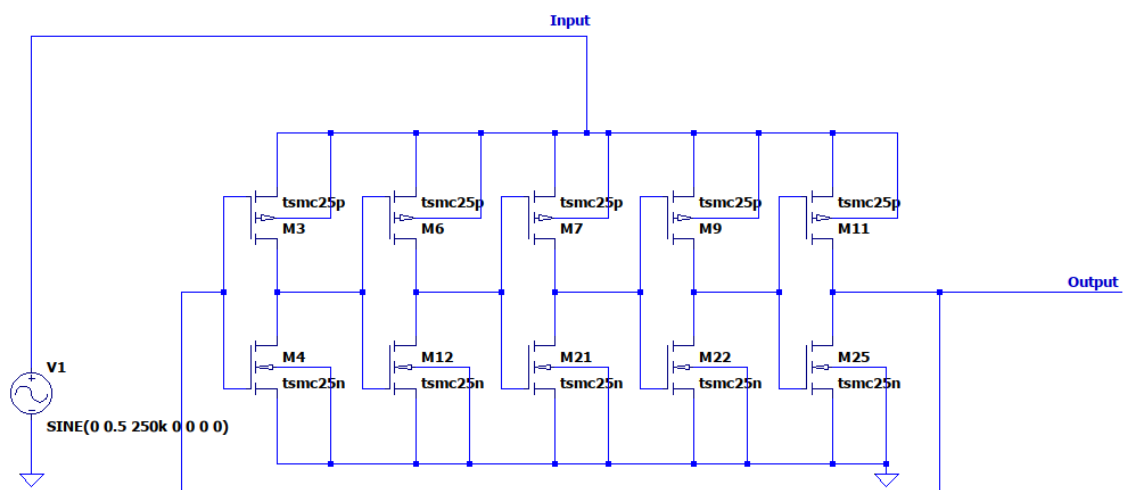 Input
tsmc25p tsmc25p tsmc25p tsmc25p tsmc25p
M3 M6 M7 M9 M11
Output
M4 M12 M21 M22 M25
V1
tsmc25n tsmc25n tsmc25n tsmc25n tsmc25n
SINE(0 0.5 250k 0 0 0 0)